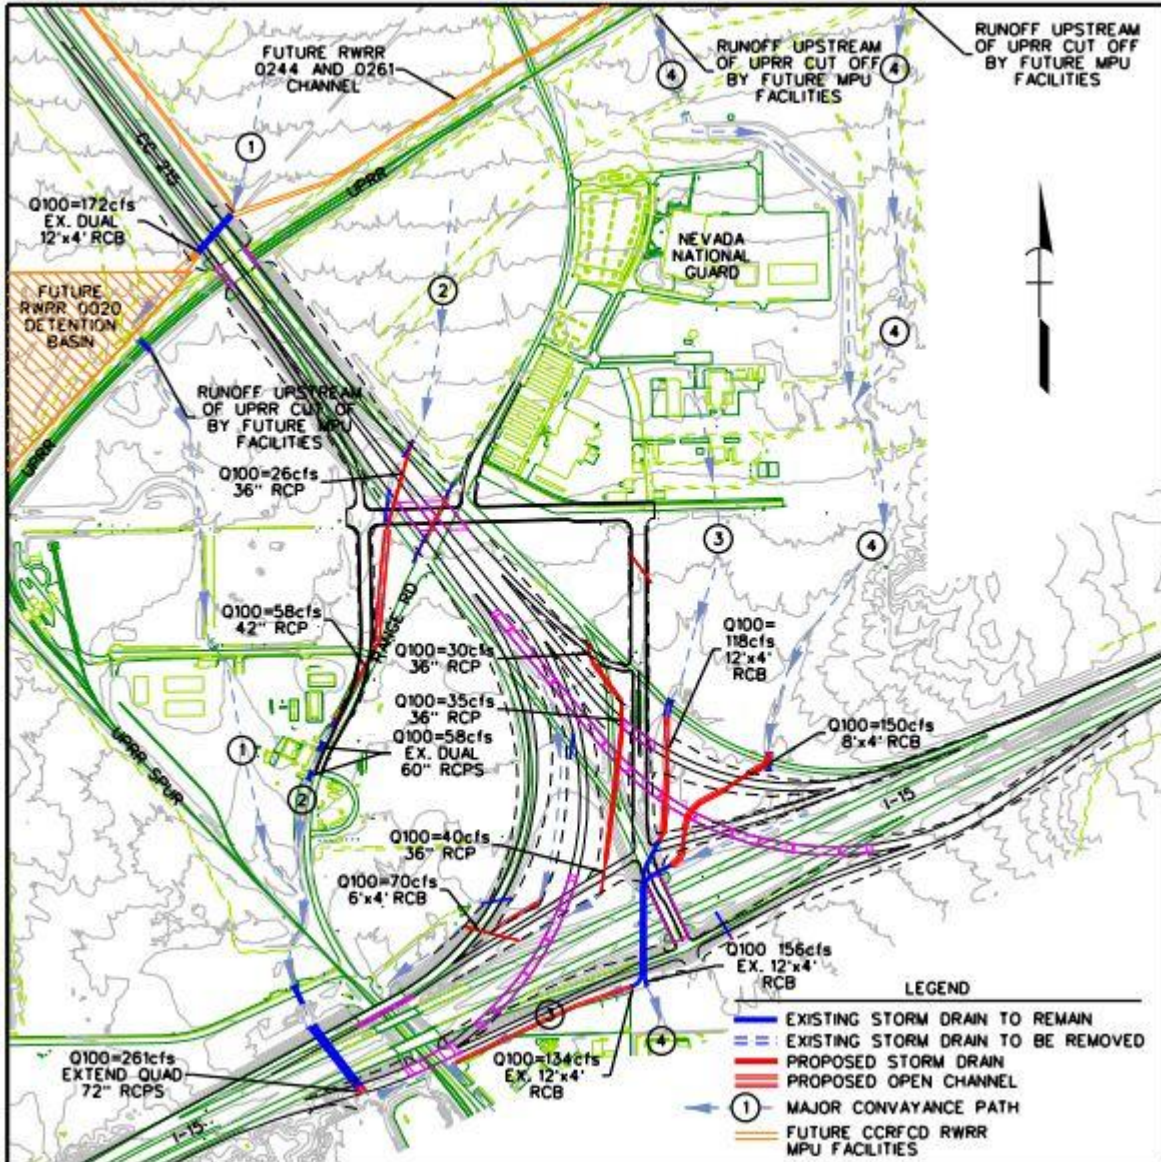 FUTURE RWRR
0244 AND 0261
CHANNEL
RUNOFF UPSTREAM
OF UPRR CUT OFF
BY FUTURE MPU
FACILITIES
RUNOFF UPSTREAM
OF UPRR CUT OFF
BY FUTURE MPU
FACILITIES
4
4
1
CC-215
UPRR
Q100=172cfs
EX. DUAL
12'x4' RCB
NEVADA
NATIONAL
GUARD
2
FUTURE
RWRR 0020
DETENTION
BASIN
4
RUNOFF UPSTREAM
OF UPRR CUT OF
BY FUTURE MPU
FACILITIES
UPRR
Q100=26cfs
36" RCP
3
4
Q100=58cfs
42" RCP
RANGE RD
Q100=30cfs
36" RCP
Q100=
118cfs
12'x4'
RCB
Q100=35cfs
36" RCP
Q100=58cfs
EX. DUAL
60" RCPS
Q100=150cfs
8'x4' RCB
UPRR SPUR
1
2
I-15
Q100=40cfs
36" RCP
Q100=70cfs
6'x4' RCB
Q100 156cfs
EX. 12'x4'
RCB
3
4
Q100=261cfs
EXTEND QUAD
72" RCPS
Q100=134cfs
EX. 12'x4'
RCB
I-15
LEGEND
EXISTING STORM DRAIN TO REMAIN
EXISTING STORM DRAIN TO BE REMOVED
PROPOSED STORM DRAIN
PROPOSED OPEN CHANNEL
1 MAJOR CONVAYANCE PATH
FUTURE CCRFCD RWRR
MPU FACILITIES